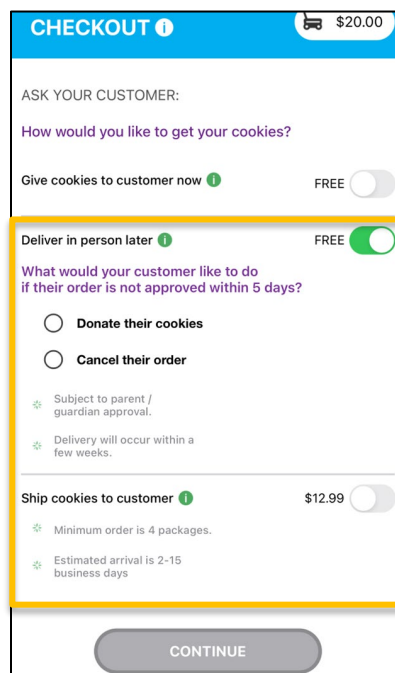 CHECKOUT i
$20.00
ASK YOUR CUSTOMER:
How would you like to get your cookies?
Give cookies to customer now i
FREE
Deliver in person later i
FREE
What would your customer like to do
if their order is not approved within 5 days?
Donate their cookies
Cancel their order
Subject to parent /
guardian approval.
Delivery will occur within a
few weeks.
Ship cookies to customer i
$12.99
Minimum order is 4 packages.
Estimated arrival is 2-15
business days
CONTINUE